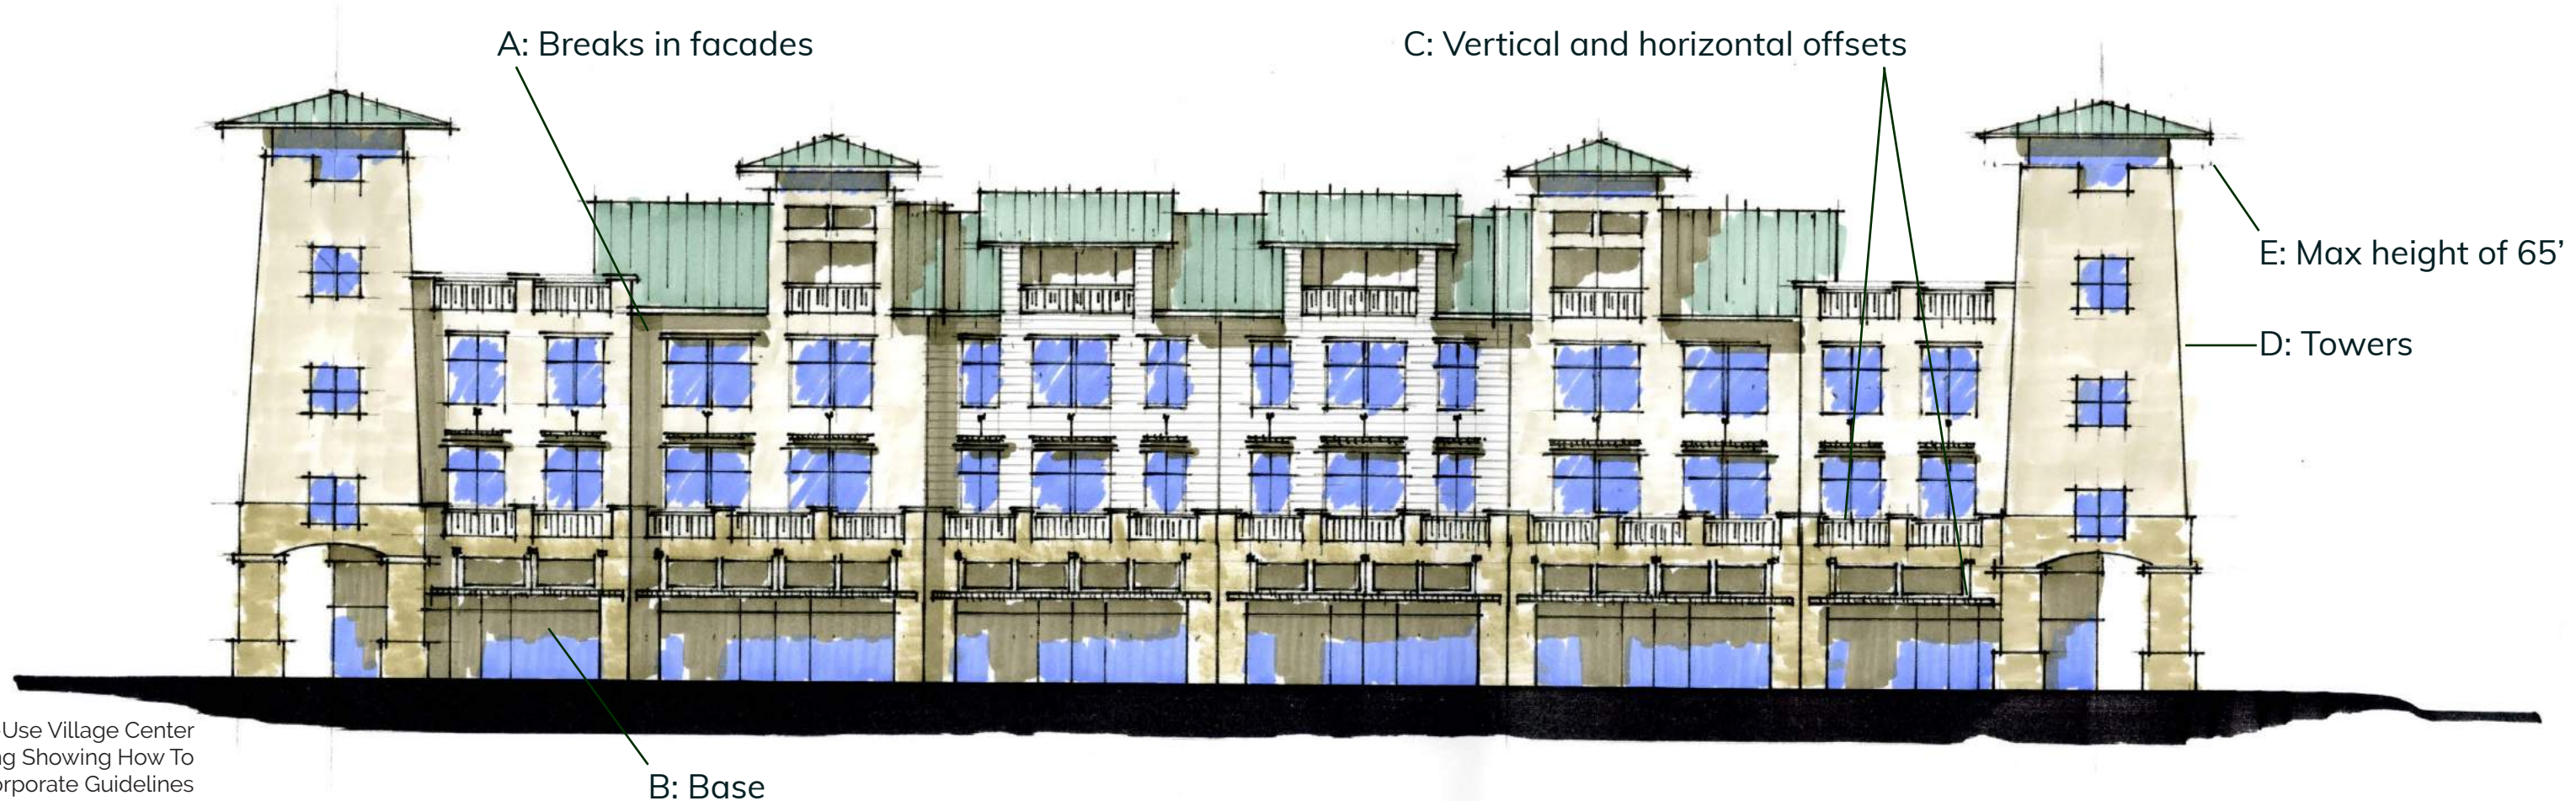 A: Breaks in facades
C: Vertical and horizontal offsets
E: Max height of 65’
D: Towers
Use Village Center
Showing How To
Guidelines
B: Base